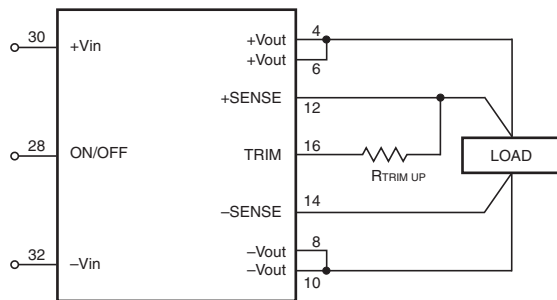 30 +Vin +Vout 4
+Vout 6
+SENSE 12
28 ON/OFF TRIM 16 RTRIM UP LOAD
–SENSE 14
–Vout 8
32 –Vin –Vout 10